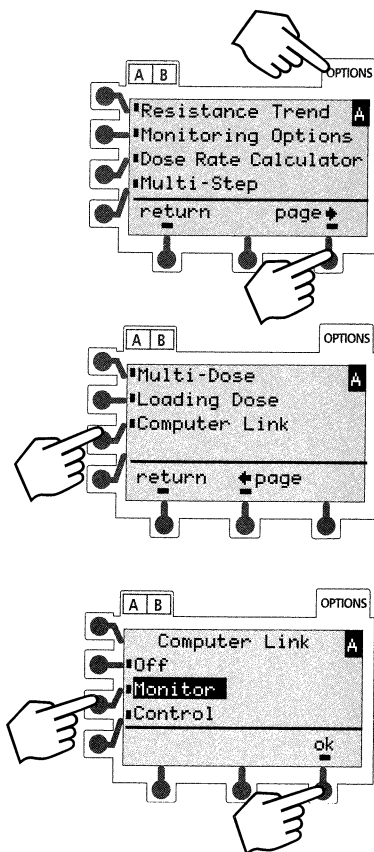 A B
OPTIONS
Resistance Trend A
Monitoring Options
Dose Rate Calculator
Multi-Step
return page
A B
OPTIONS
Multi-Dose A
Loading Dose
Computer Link
return page
A B
OPTIONS
Computer Link A
Off
Monitor
Control
ok